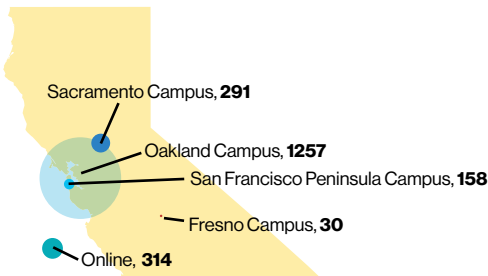 Sacramento Campus, 291
Oakland Campus, 1257
San Francisco Peninsula Campus, 158
Fresno Campus, 30
Online, 314